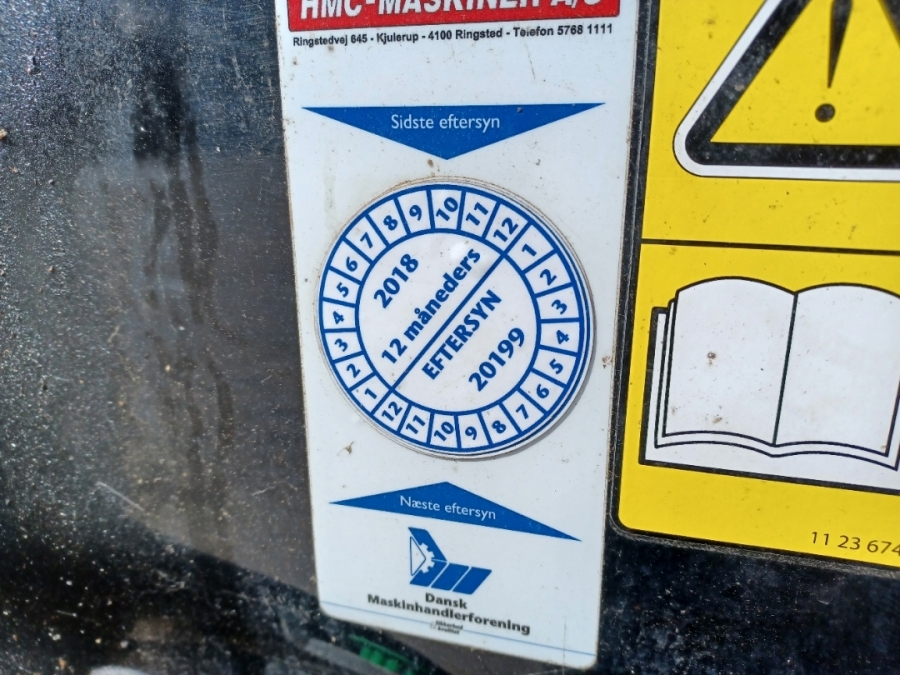 HMC-MASKINER A/S
Ringstedvej 645 - Kjulerup - 4100 Ringsted - Telefon 5768 1111
Sidste eftersyn
1 2 3 4 5 6 7 8 9 10 11 12
2018
12 måneders
EFTERSYN
20199
1 2 3 4 5 6 7 8 9 10 11 12
Næste eftersyn
Dansk
Maskinhandlerforening
11 23 674